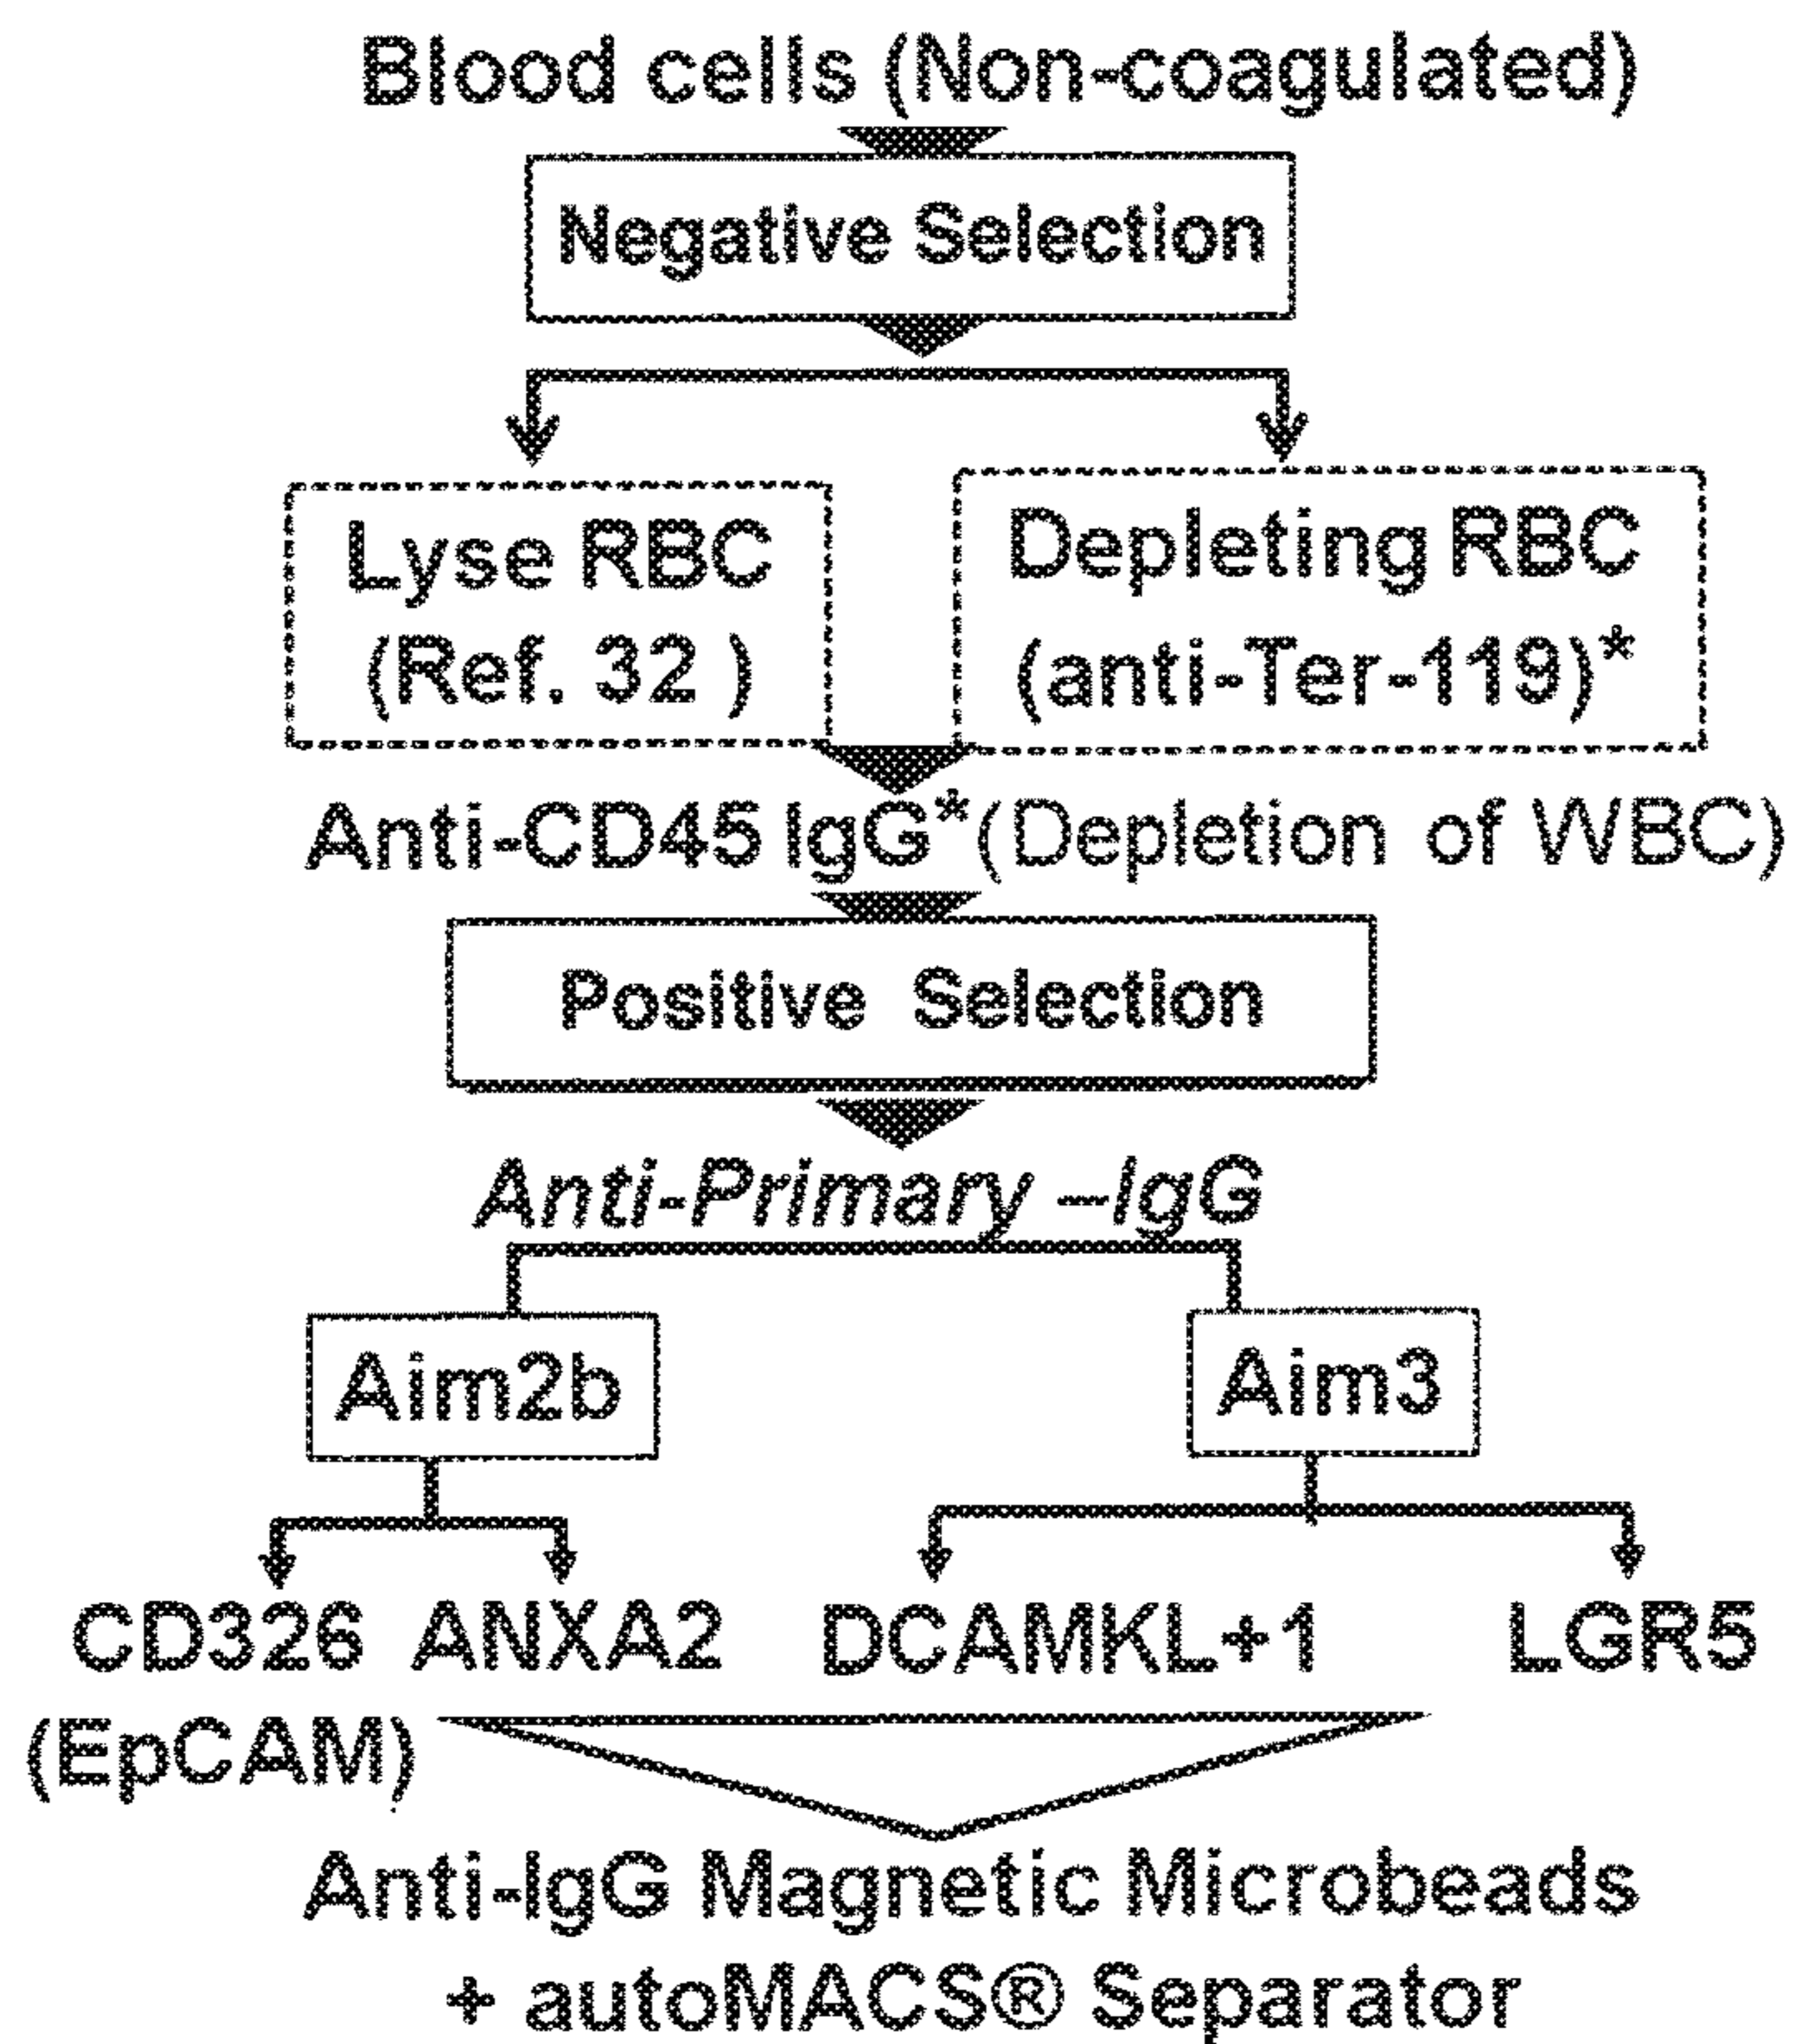 Blood cells (Non-coagulated)
Negative Selection
Lyse RBC
(Ref. 32 )
Depleting RBC
(anti-Ter-119)*
Anti-CD45 IgG*(Depletion of WBC)
Positive Selection
Anti-Primary –IgG
Aim2b
Aim3
CD326 ANXA2 DCAMKL+1 LGR5
(EpCAM)
Anti-IgG Magnetic Microbeads
+ autoMACS® Separator